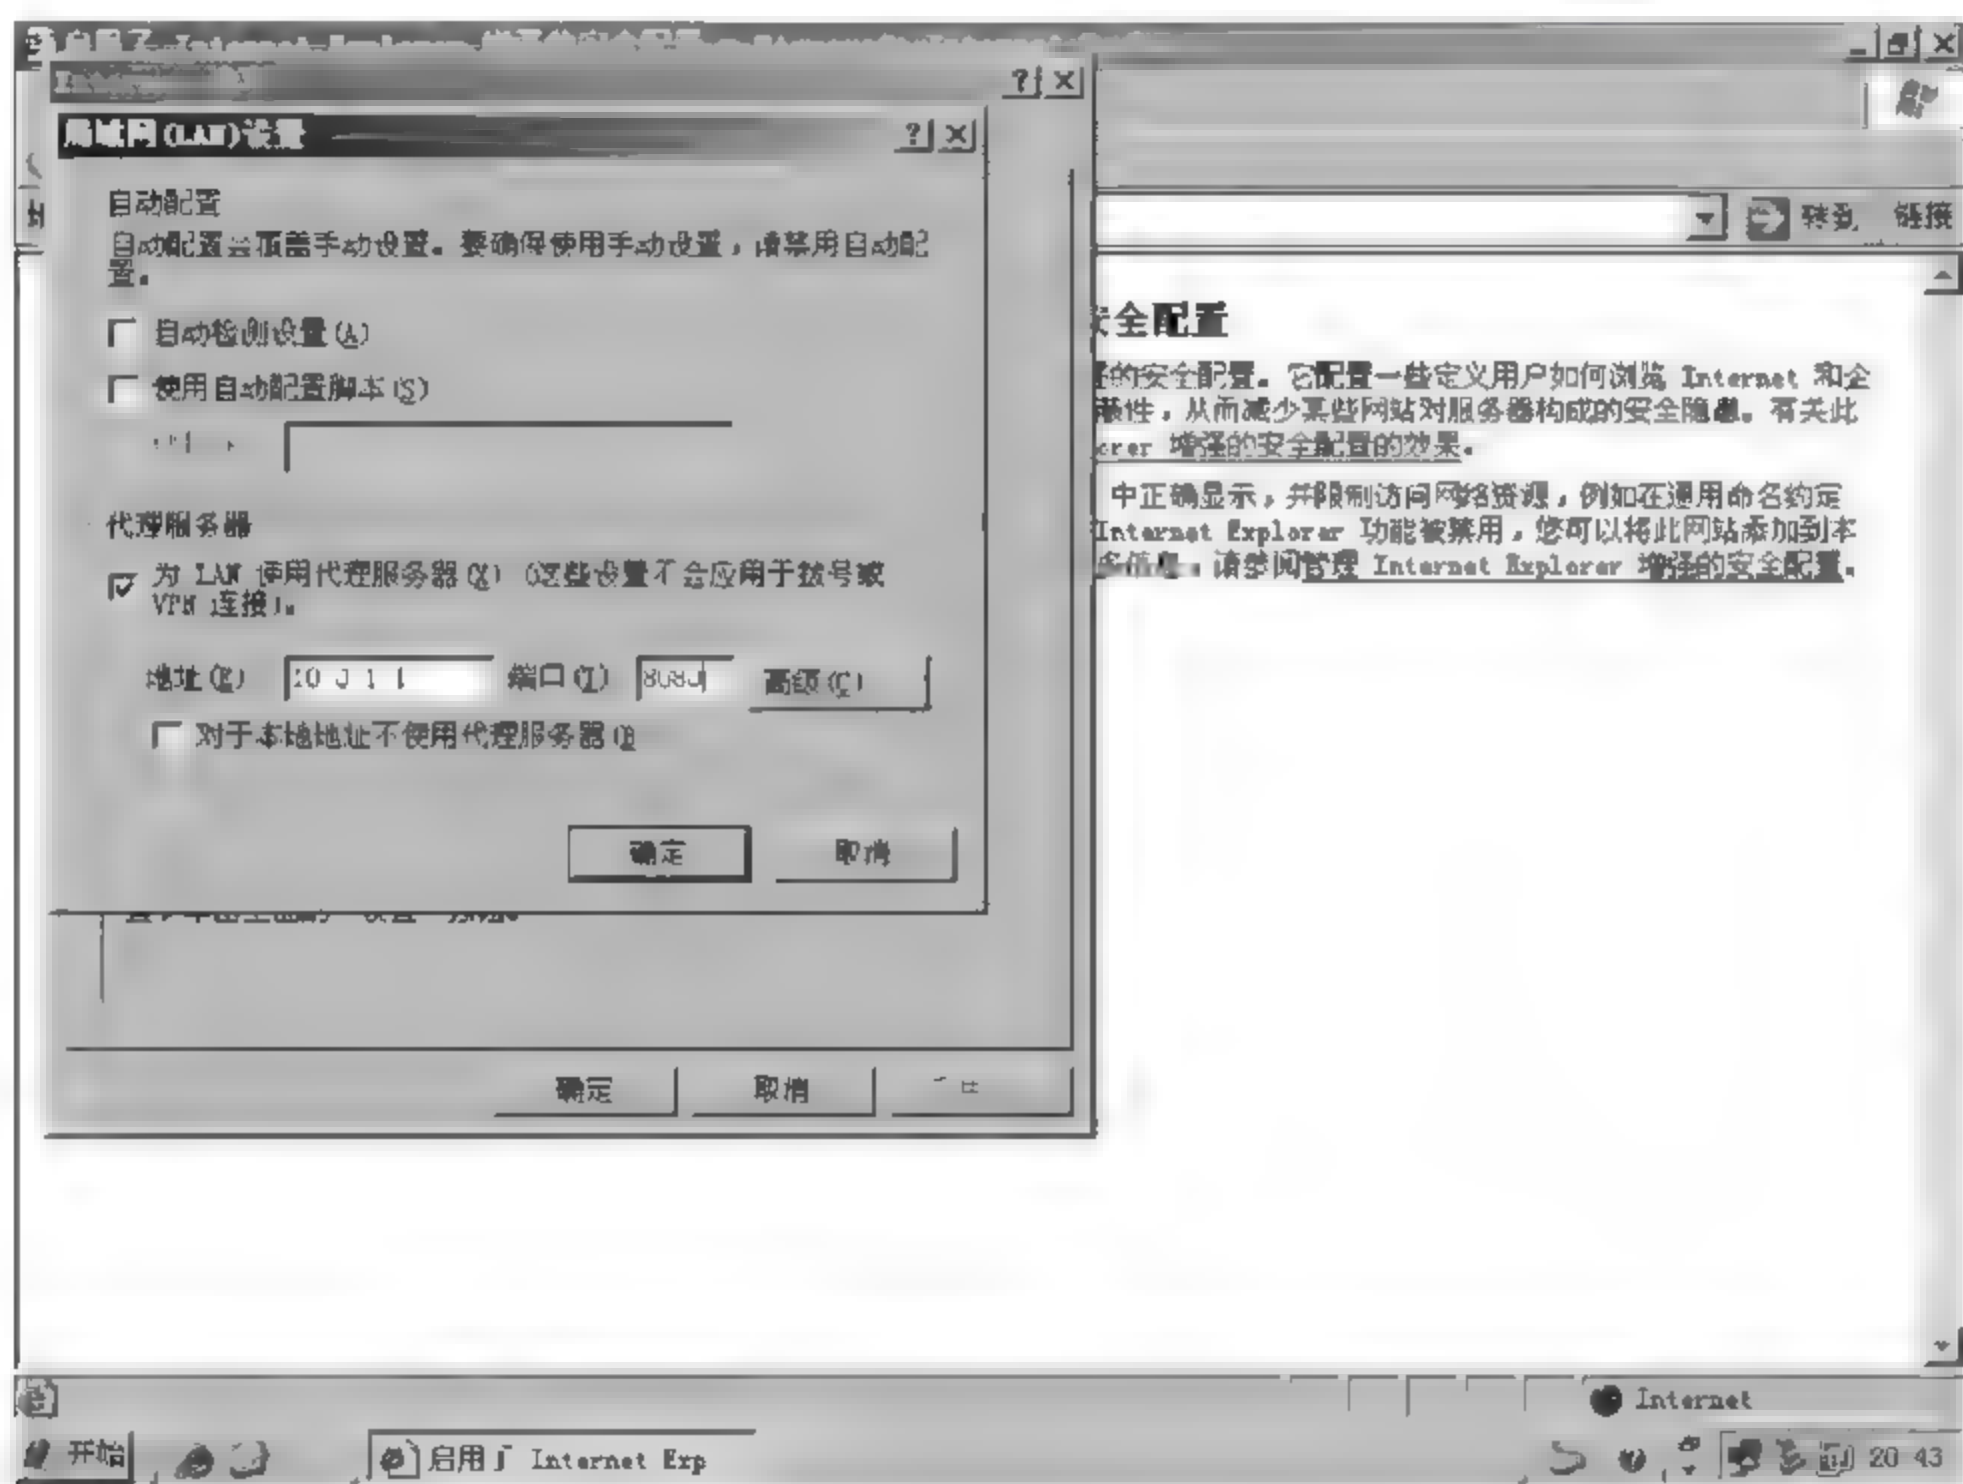 局域网(LAN)设置
自动配置
自动配置会覆盖手动设置。要确保使用手动设置，请禁用自动配
置。
自动检测设置(A)
使用自动配置脚本(S)
代理服务器
为 LAN 使用代理服务器(X) (这些设置不会应用于拨号或
VPN 连接)。
地址(E)
端口(T)
高级(C)
对于本地地址不使用代理服务器(B
确定 取消
确定 取消
转到 链接
安全配置
的安全配置。它配置一些定义用户如何浏览 Internet 和企
性，从而减少某些网站对服务器构成的安全隐患。有关此
orer 增强的安全配置的效果。
中正确显示，并限制访问网络资源，例如在通用命名约定
Internet Explorer 功能被禁用，您可以将此网站添加到本
多信息，请参阅管理 Internet Explorer 增强的安全配置。
Internet
开始
启用了 Internet Exp
20 43